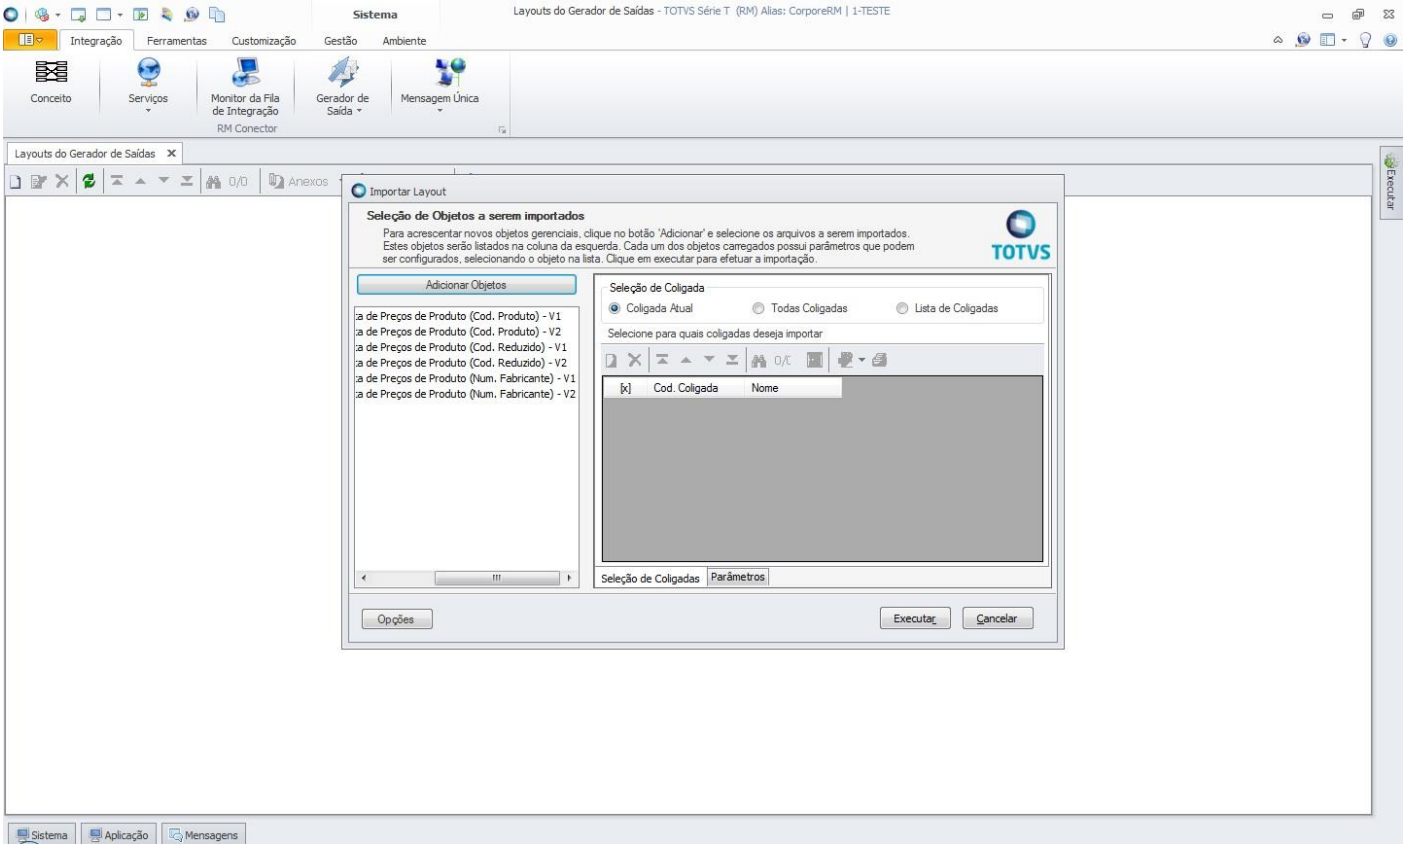 Sistema
Layouts do Gerador de Saídas - TOTVS Série T (RM) Alias: CorporeRM | 1-TESTE
Integração Ferramentas Customização Gestão Ambiente
Conceito
Serviços
Monitor da Fila
de Integração
Gerador de
Saída
Mensagem Única
RM Conector
Layouts do Gerador de Saídas X
0/0 Anexos
Executar
Importar Layout
Seleção de Objetos a serem importados
Para acrescentar novos objetos gerenciais, clique no botão 'Adicionar' e selecione os arquivos a serem importados.
Estes objetos serão listados na coluna da esquerda. Cada um dos objetos carregados possui parâmetros que podem
ser configurados, selecionando o objeto na lista. Clique em executar para efetuar a importação.
TOTVS
Adicionar Objetos
de Preços de Produto (Cod. Produto) - V1
de Preços de Produto (Cod. Produto) - V2
de Preços de Produto (Cod. Reduzido) - V1
de Preços de Produto (Cod. Reduzido) - V2
de Preços de Produto (Num. Fabricante) - V1
de Preços de Produto (Num. Fabricante) - V2
Seleção de Coligada
Coligada Atual Todas Coligadas Lista de Coligadas
Selecione para quais coligadas deseja importar
[x] Cod. Coligada Nome
Seleção de Coligadas Parâmetros
Opções Executar Cancelar
Sistema Aplicação Mensagens